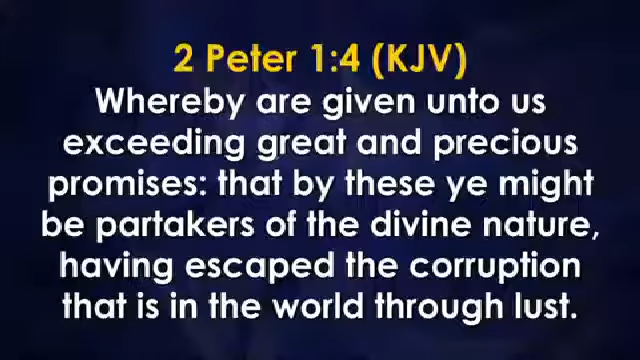 2 Peter 1:4 (KJV)
Whereby are given unto us
exceeding great and precious
promises: that by these ye might
be partakers of the divine nature,
having escaped the corruption
that is in the world through lust.